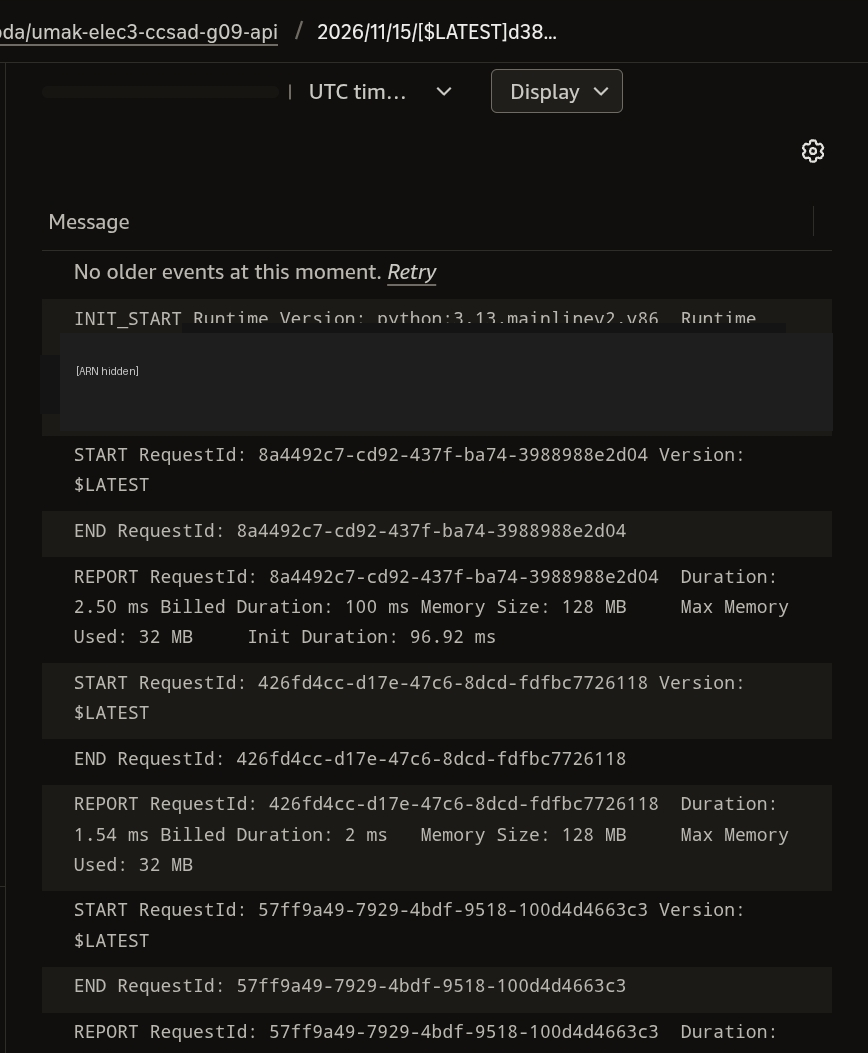 da/umak-elec3-ccsad-g09-api / 2026/11/15/[$LATEST]d38...
| UTC tim... Display
Message
No older events at this moment. Retry
INIT_START Runtime Version: python:3.13.mainlinev2.v86 Runtime
[ARN hidden]
START RequestId: 8a4492c7-cd92-437f-ba74-3988988e2d04 Version:
$LATEST
END RequestId: 8a4492c7-cd92-437f-ba74-3988988e2d04
REPORT RequestId: 8a4492c7-cd92-437f-ba74-3988988e2d04 Duration:
2.50 ms Billed Duration: 100 ms Memory Size: 128 MB Max Memory
Used: 32 MB Init Duration: 96.92 ms
START RequestId: 426fd4cc-d17e-47c6-8dcd-fdfbc7726118 Version:
$LATEST
END RequestId: 426fd4cc-d17e-47c6-8dcd-fdfbc7726118
REPORT RequestId: 426fd4cc-d17e-47c6-8dcd-fdfbc7726118 Duration:
1.54 ms Billed Duration: 2 ms Memory Size: 128 MB Max Memory
Used: 32 MB
START RequestId: 57ff9a49-7929-4bdf-9518-100d4d4663c3 Version:
$LATEST
END RequestId: 57ff9a49-7929-4bdf-9518-100d4d4663c3
REPORT RequestId: 57ff9a49-7929-4bdf-9518-100d4d4663c3 Duration: